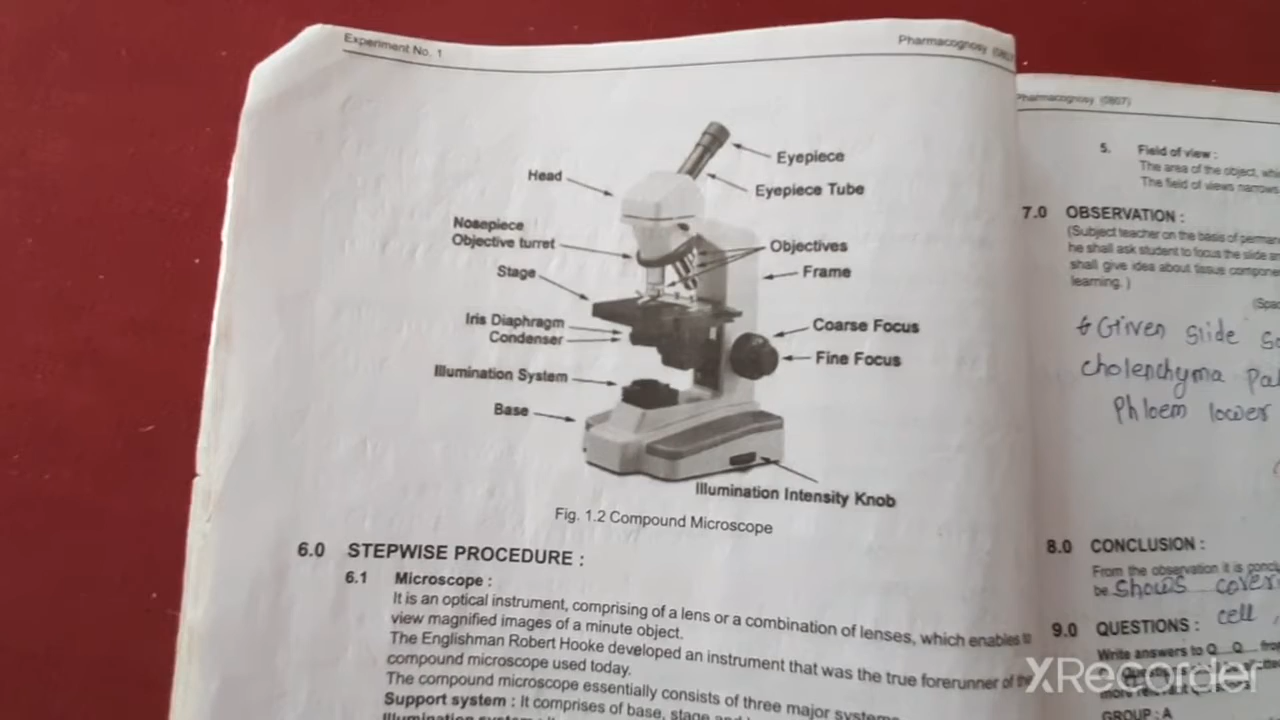 Experiment No. 1
Pharmacognosy
Eyepiece
Head
Eyepiece Tube
Nosepiece
Objective turret
Objectives
Stage
Frame
Iris Diaphragm
Condenser
Coarse Focus
Fine Focus
Illumination System
Base
Illumination Intensity Knob
Fig. 1.2 Compound Microscope
6.0 STEPWISE PROCEDURE :
6.1 Microscope :
It is an optical instrument, comprising of a lens or a combination of lenses, which enables to
view magnified images of a minute object.
The Englishman Robert Hooke developed an instrument that was the true forerunner of the
compound microscope used today.
The compound microscope essentially consists of three major systems
Support system : It comprises of base, stage and
Pharmacognosy (0807)
5. Field of view :
The area of the object,
The field of views narrows
7.0 OBSERVATION :
(Subject teacher on the basis of
he shall ask student to focus the slide
shall give idea about tissue
learning.)
Given slide
cholenchyma
Phloem lower
8.0 CONCLUSION :
From the observation it is
be shows
cell
9.0 QUESTIONS :
Write answers to Q
GROUP : A
XRecorder